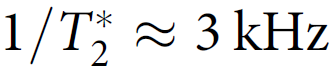 1/T₂* ≈ 3 kHz